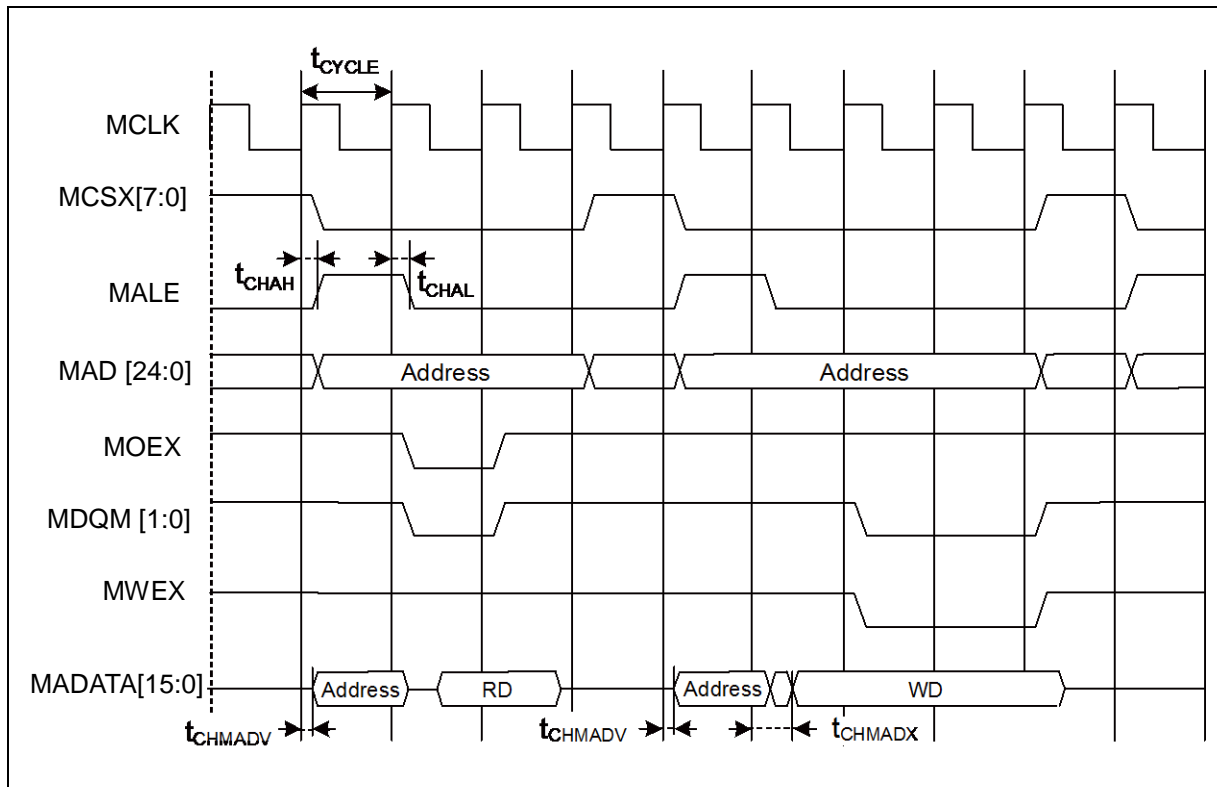 tCYCLE
MCLK
MCSX[7:0]
tCHAH
tCHAL
MALE
MAD [24:0]
Address
Address
MOEX
MDQM [1:0]
MWEX
MADATA[15:0]
Address
RD
Address
WD
tCHMADV
tCHMADV
tCHMADX